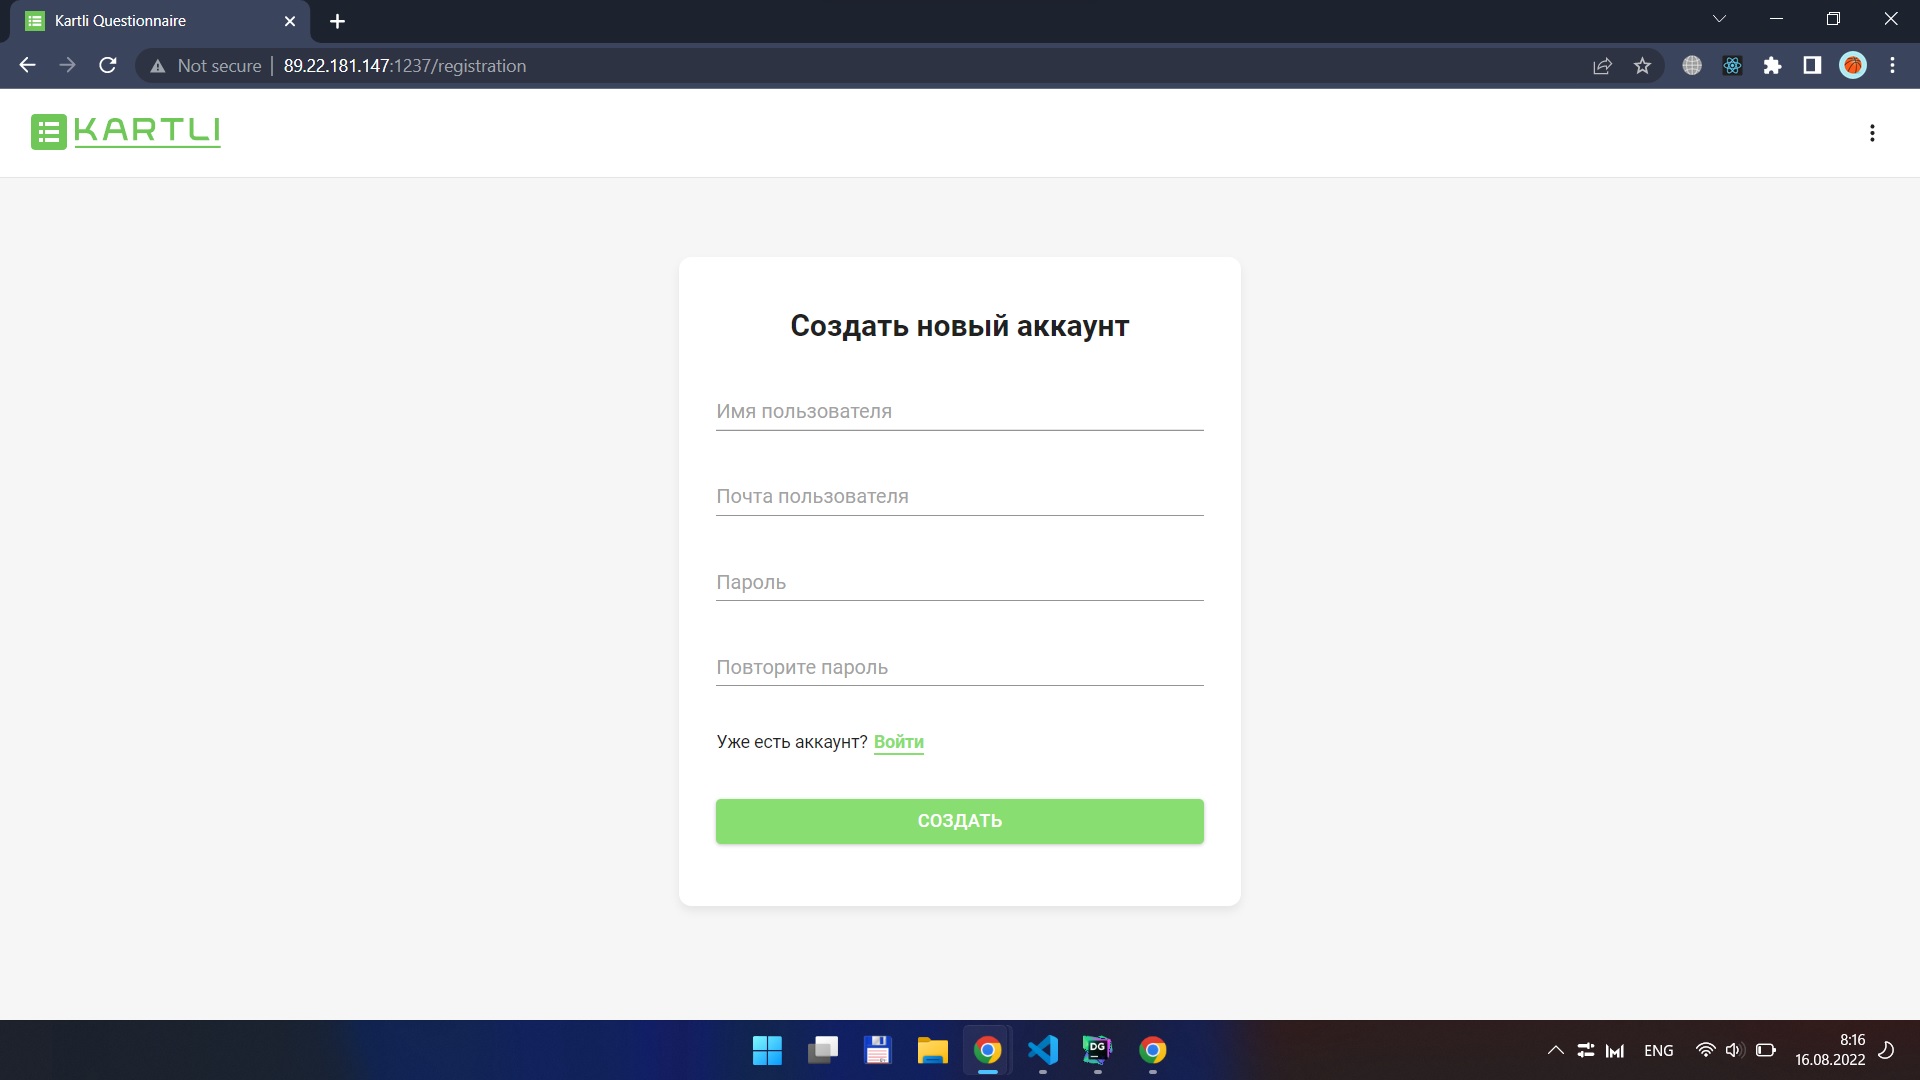 Kartli Questionnaire
Not secure
89.22.181.147:1237/registration
KARTLI
Создать новый аккаунт
Имя пользователя
Почта пользователя
Пароль
Повторите пароль
Уже есть аккаунт? Войти
СОЗДАТЬ
DG
ENG
8:16
16.08.2022